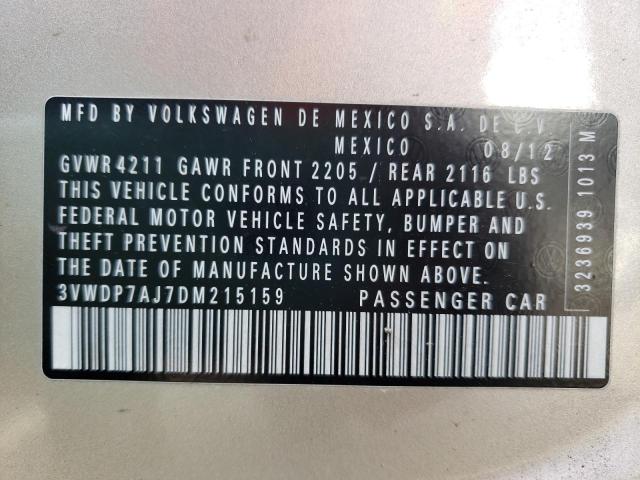 MFD BY VOLKSWAGEN DE MEXICO S.A. DE C.V.
MEXICO 08/12
GVWR 4211 GAWR FRONT 2205 / REAR 2116 LBS
THIS VEHICLE CONFORMS TO ALL APPLICABLE U.S.
FEDERAL MOTOR VEHICLE SAFETY, BUMPER AND
THEFT PREVENTION STANDARDS IN EFFECT ON
THE DATE OF MANUFACTURE SHOWN ABOVE.
3VWDP7AJ7DM215159 PASSENGER CAR
3236939 1013 M